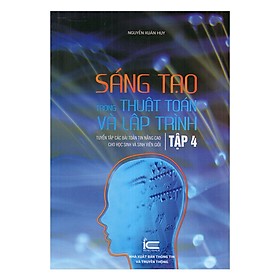 NGUYỄN XUÂN HUY
SÁNG TẠO
TRONG THUẬT TOÁN
VÀ LẬP TRÌNH
TUYỂN TẬP CÁC BÀI TOÁN TIN NÂNG CAO
CHO HỌC SINH VÀ SINH VIÊN GIỎI
TẬP 4
NHÀ XUẤT BẢN THÔNG TIN
VÀ TRUYỀN THÔNG